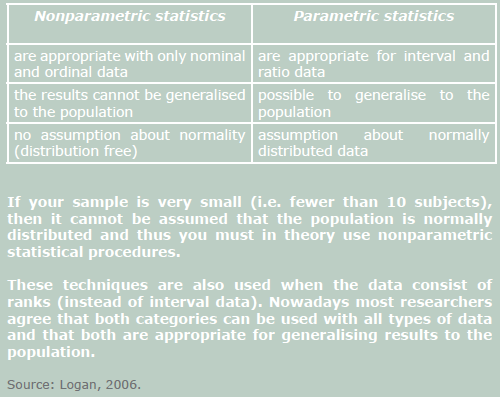 Nonparametric statistics Parametric statistics
are appropriate with only nominal are appropriate for interval and
and ordinal data ratio data
the results cannot be generalised possible to generalise to the
to the population population
no assumption about normality assumption about normally
(distribution free) distributed data
If your sample is very small (i.e. fewer than 10 subjects),
then it cannot be assumed that the population is normally
distributed and thus you must in theory use nonparametric
statistical procedures.
These techniques are also used when the data consist of
ranks (instead of interval data). Nowadays most researchers
agree that both categories can be used with all types of data
and that both are appropriate for generalising results to the
population.
Source: Logan, 2006.